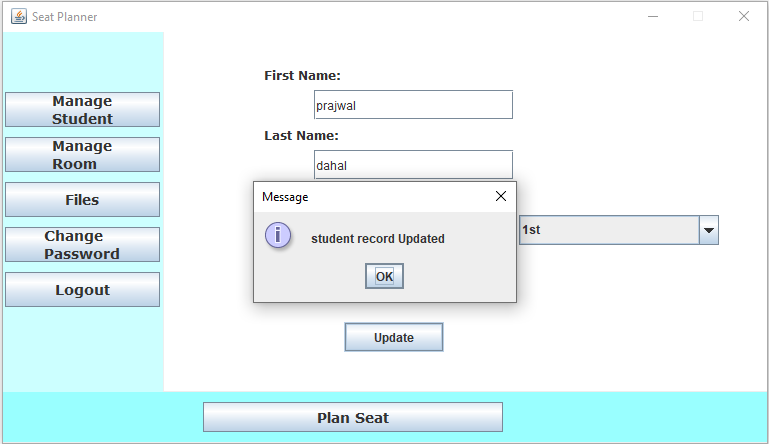 Seat Planner
First Name:
prajwal
Last Name:
dahal
Manage
Student
Manage
Room
Files
Change
Password
Logout
Message
student record Updated
OK
1st
Update
Plan Seat